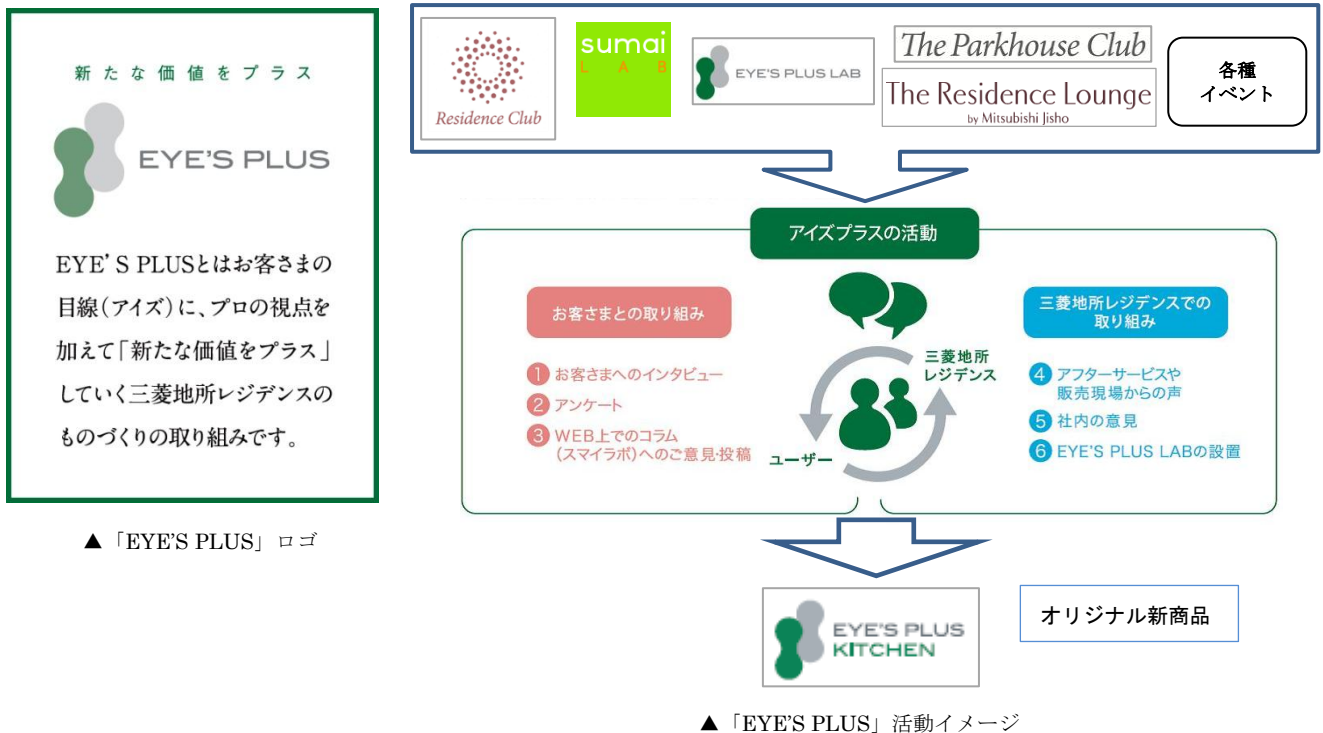 新たな価値をプラス
EYE'S PLUS
EYE'S PLUSとはお客さまの
目線(アイズ)に、プロの視点を
加えて「新たな価値をプラス」
していく三菱地所レジデンスの
ものづくりの取り組みです。
▲「EYE'S PLUS」ロゴ
Residence Club
sumai
LAB
EYE'S PLUS LAB
The Parkhouse Club
The Residence Lounge
by Mitsubishi Jisho
各種
イベント
アイズプラスの活動
お客さまとの取り組み
1 お客さまへのインタビュー
2 アンケート
3 WEB上でのコラム
(スマイラボ)へのご意見・投稿
三菱地所
レジデンス
ユーザー
三菱地所レジデンスでの
取り組み
4 アフターサービスや
販売現場からの声
5 社内の意見
6 EYE'S PLUS LABの設置
EYE'S PLUS
KITCHEN
オリジナル新商品
▲「EYE'S PLUS」活動イメージ